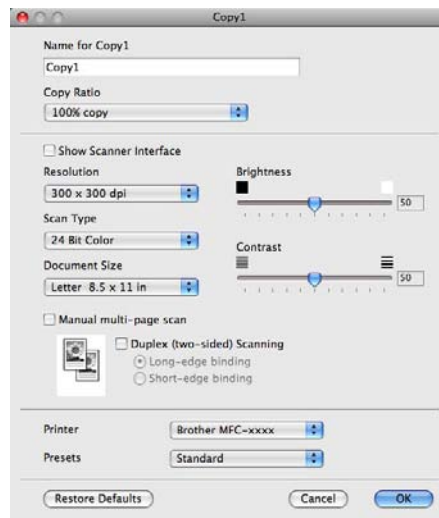 Copy1
Name for Copy1
Copy1
Copy Ratio
100% copy
Show Scanner Interface
Resolution
300 x 300 dpi
Brightness
50
Scan Type
24 Bit Color
Contrast
50
Document Size
Letter 8.5 x 11 in
Manual multi-page scan
Duplex (two-sided) Scanning
Long-edge binding
Short-edge binding
Printer
Brother MFC-xxxx
Presets
Standard
Restore Defaults
Cancel
OK